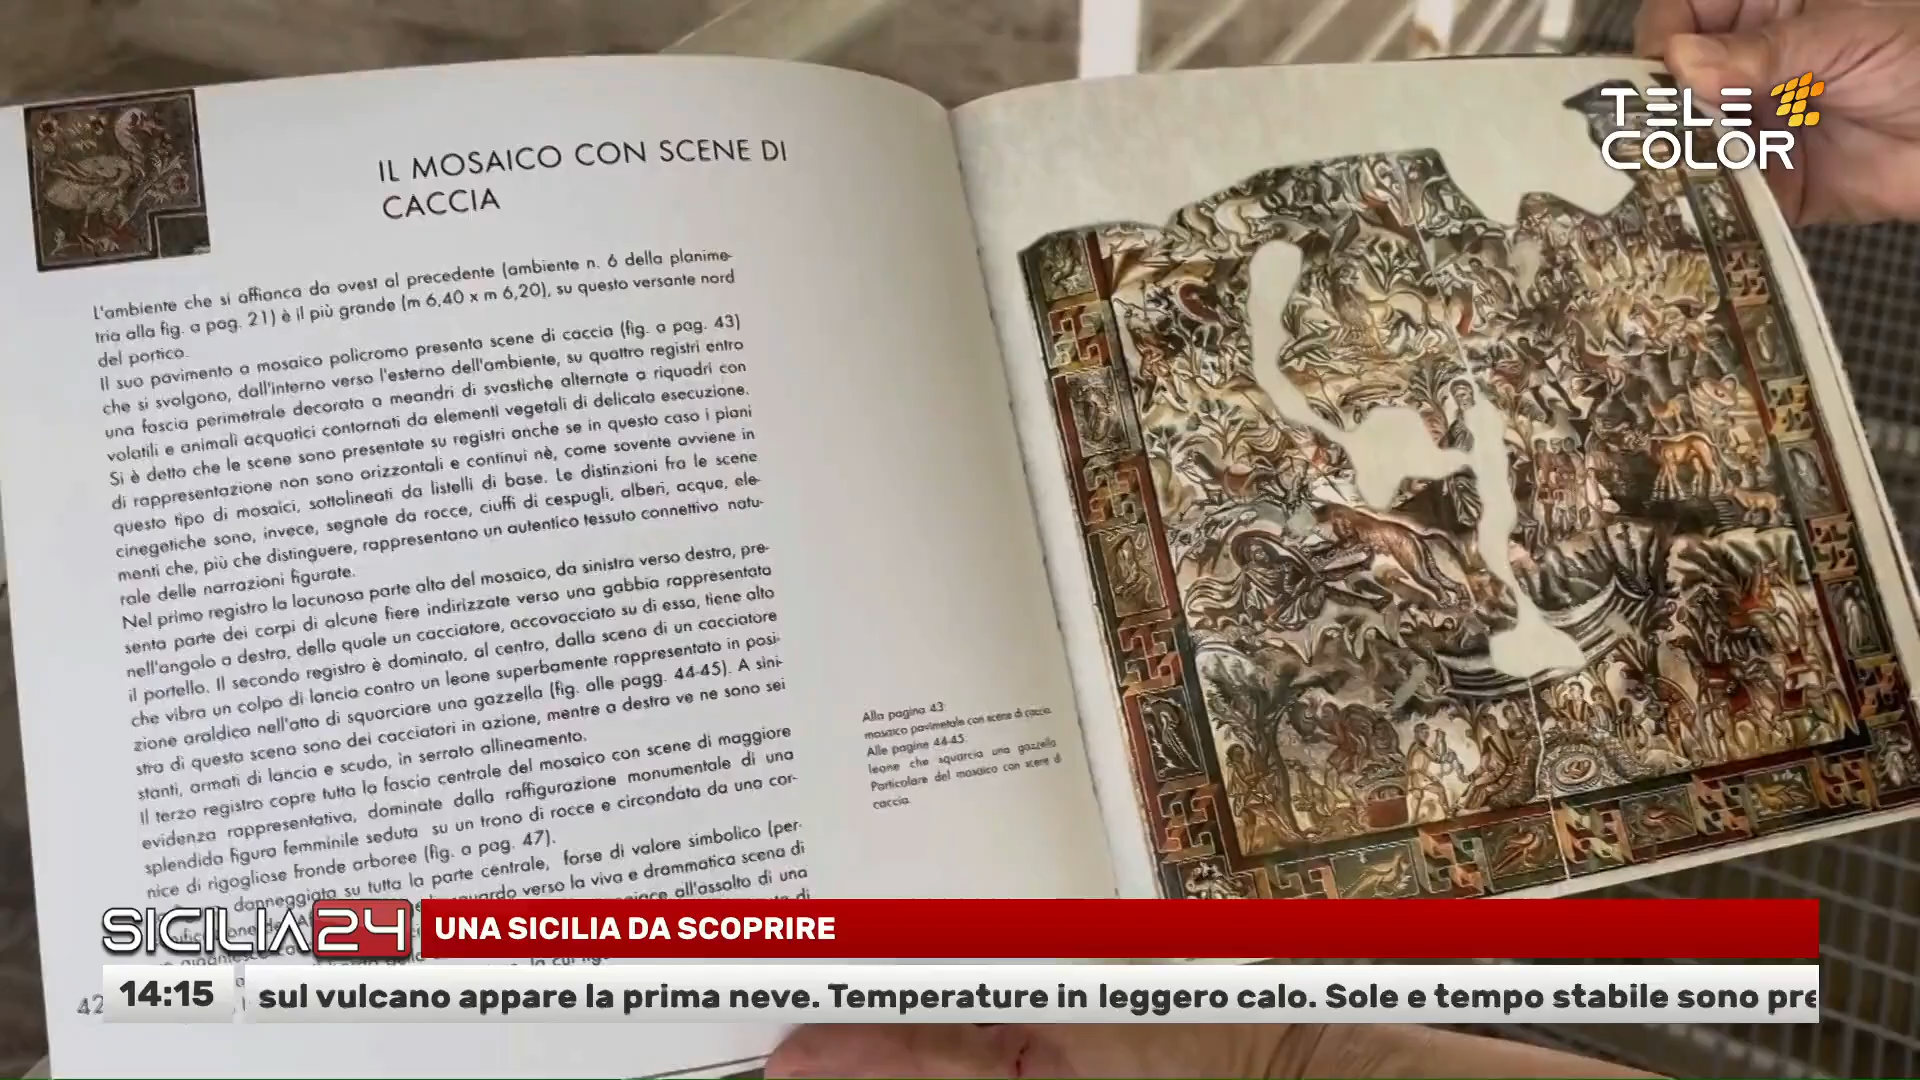 TELE
COLOR
IL MOSAICO CON SCENE DI
CACCIA
L'ambiente che si affianca da ovest al precedente (ambiente n. 6 della planime-
tria alla fig. a pag. 21) è il più grande (m 6,40 x m 6,20), su questo versante nord
del portico.
Il suo pavimento a mosaico policromo presenta scene di caccia (fig. a pag. 43)
che si svolgono, dall'interno verso l'esterno dell'ambiente, su quattro registri entro
una fascia perimetrale decorata a meandri di svastiche alternate a riquadri con
volatili e animali acquatici contornati da elementi vegetali di delicata esecuzione.
Si è detto che le scene sono presentate su registri anche se in questo caso i piani
di rappresentazione non sono orizzontali e continui nè, come sovente avviene in
questo tipo di mosaici, sottolineati da listelli di base. Le distinzioni fra le scene
cinegetiche sono, invece, segnate da rocce, ciuffi di cespugli, alberi, acque, ele-
menti che, più che distinguere, rappresentano un autentico tessuto connettivo natu-
rale delle narrazioni figurate.
Nel primo registro la lacunosa parte alta del mosaico, da sinistra verso destra, pre-
senta parte dei corpi di alcune fiere indirizzate verso una gabbia rappresentata
nell'angolo a destra, della quale un cacciatore, accovacciato su di essa, tiene alto
il portello. Il secondo registro è dominato, al centro, dalla scena di un cacciatore
che vibra un colpo di lancia contro un leone superbamente rappresentato in posi-
zione araldica nell'atto di squarciare una gazzella (fig. alle pagg. 44-45). A sini-
stra di questa scena sono dei cacciatori in azione, mentre a destra ve ne sono sei
stanti, armati di lancia e scudo, in serrato allineamento.
Il terzo registro copre tutta la fascia centrale del mosaico con scene di maggiore
evidenza rappresentativa, dominate dalla raffigurazione monumentale di una
splendida figura femminile seduta su un trono di rocce e circondata da una cor-
nice di rigogliose fronde arboree (fig. a pag. 47).
danneggiata su tutta la parte centrale, forse di valore simbolico (per-
verso la viva e drammatica scena di
all'assalto di una
di
la cui
42
Alla pagina 43:
mosaico pavimetale con scene di caccia.
Alle pagine 44-45:
leone che squarcia una gazzella
Particolare del mosaico con scene di
caccia.
SICILIA24
UNA SICILIA DA SCOPRIRE
14:15
sul vulcano appare la prima neve. Temperature in leggero calo. Sole e tempo stabile sono pre